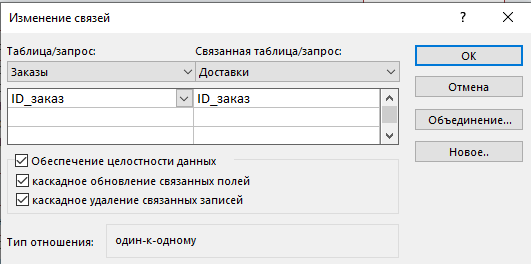 Изменение связей
Таблица/запрос: Связанная таблица/запрос:
Заказы Доставки
ID_заказ ID_заказ
Обеспечение целостности данных
каскадное обновление связанных полей
каскадное удаление связанных записей
Тип отношения: один-к-одному
ОК
Отмена
Объединение...
Новое..